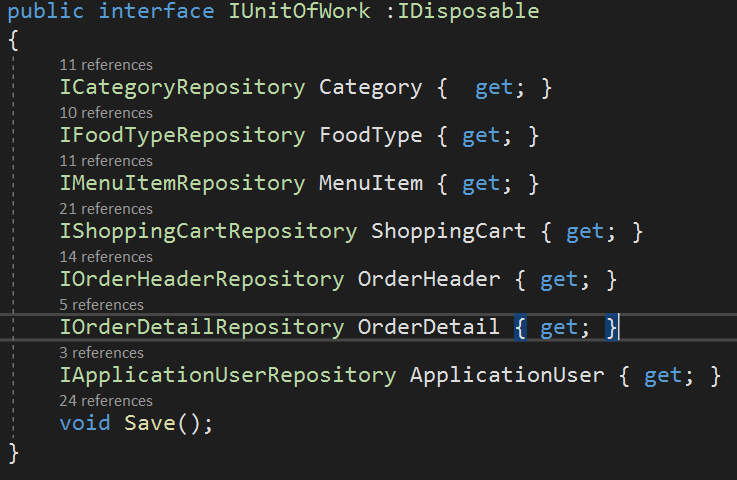 public interface IUnitOfWork :IDisposable
{
11 references
ICategoryRepository Category {  get; }
10 references
IFoodTypeRepository FoodType { get; }
11 references
IMenuItemRepository MenuItem { get; }
21 references
IShoppingCartRepository ShoppingCart { get; }
14 references
IOrderHeaderRepository OrderHeader { get; }
5 references
IOrderDetailRepository OrderDetail { get; }
3 references
IApplicationUserRepository ApplicationUser { get; }
24 references
void Save();
}